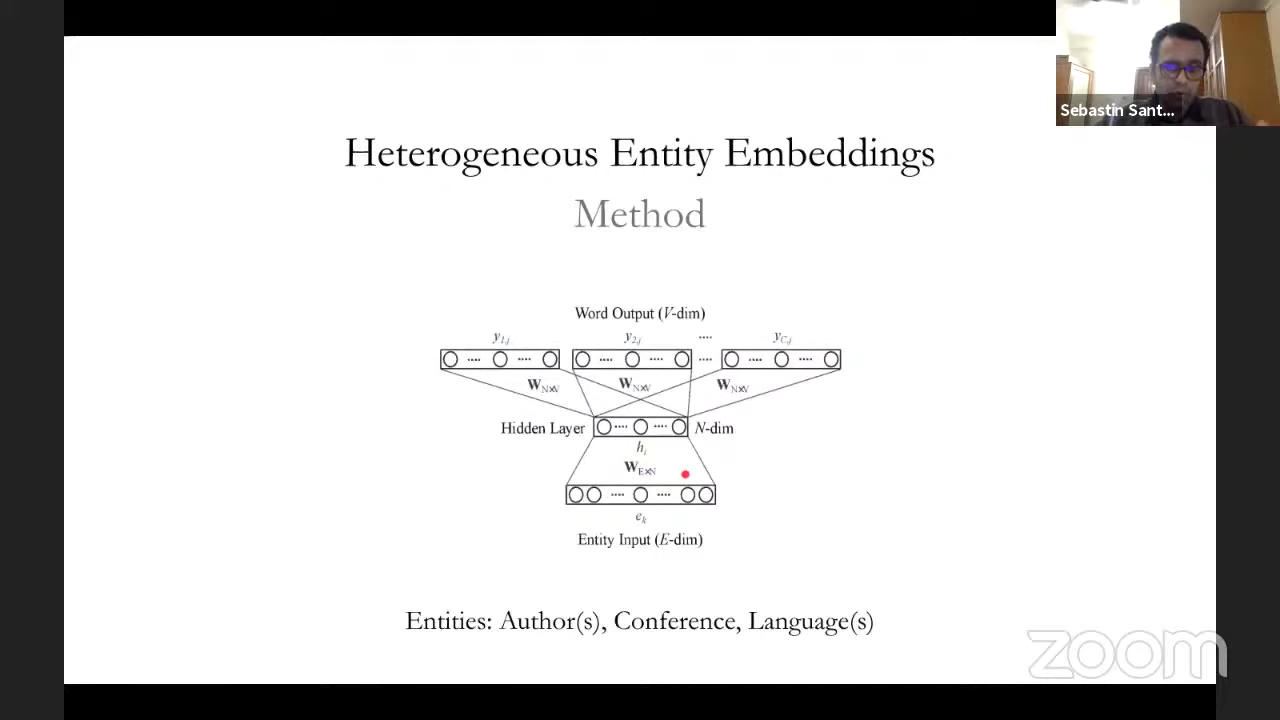 Sebastin Sant...
Heterogeneous Entity Embeddings
Method
Word Output (V-dim)
y1,j y2,j .... yC,j
.... .... .... .... .... .... ....
WN×V WN×V WN×V
Hidden Layer .... .... N-dim
hi
WE×N
.... ....
ek
Entity Input (E-dim)
Entities: Author(s), Conference, Language(s)
zoom